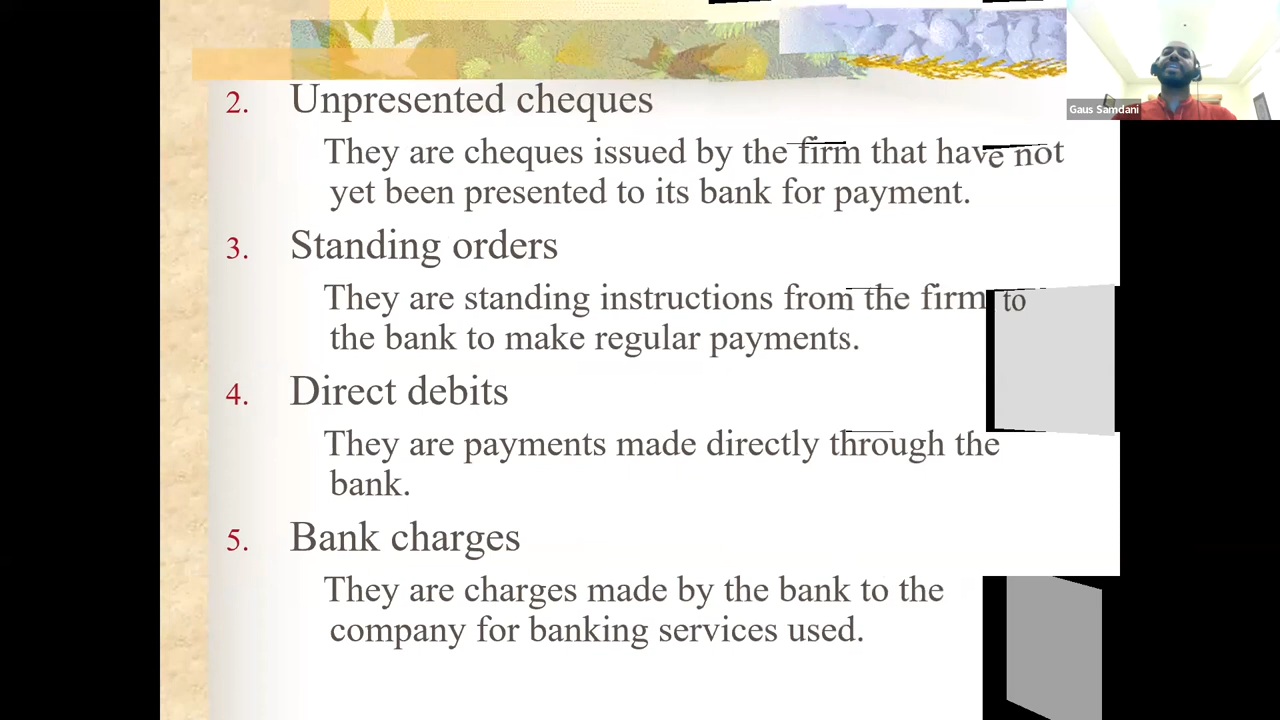 2. Unpresented cheques
They are cheques issued by the firm that have not
yet been presented to its bank for payment.
3. Standing orders
They are standing instructions from the firm to
the bank to make regular payments.
4. Direct debits
They are payments made directly through the
bank.
5. Bank charges
They are charges made by the bank to the
company for banking services used.
Gaus Samdani